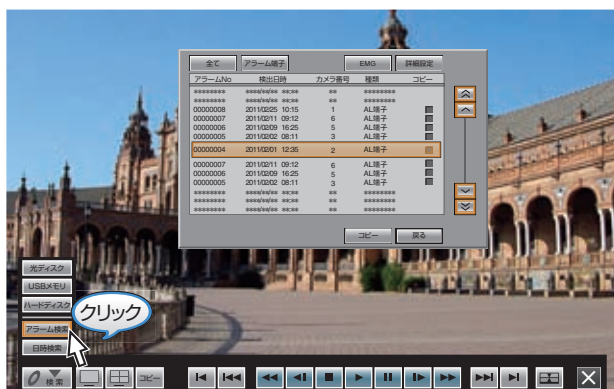 全て アラーム端子 EMG 詳細設定
アラームNo 検出日時 カメラ番号 種類 コピー
******** ****/**/** **:** ** ********
******** ****/**/** **:** ** ********
00000008 2011/02/25 10:15 1 AL端子
00000007 2011/02/11 09:12 6 AL端子
00000006 2011/02/09 16:25 5 AL端子
00000005 2011/02/02 08:11 3 AL端子
00000004 2011/02/01 12:35 2 AL端子
00000007 2011/02/11 09:12 6 AL端子
00000006 2011/02/09 16:25 5 AL端子
00000005 2011/02/02 08:11 3 AL端子
******** ****/**/** **:** ** ********
******** ****/**/** **:** ** ********
******** ****/**/** **:** ** ********
コピー 戻る
光ディスク
USBメモリ
ハードディスク
アラーム検索
日時検索
クリック
検索 コピー